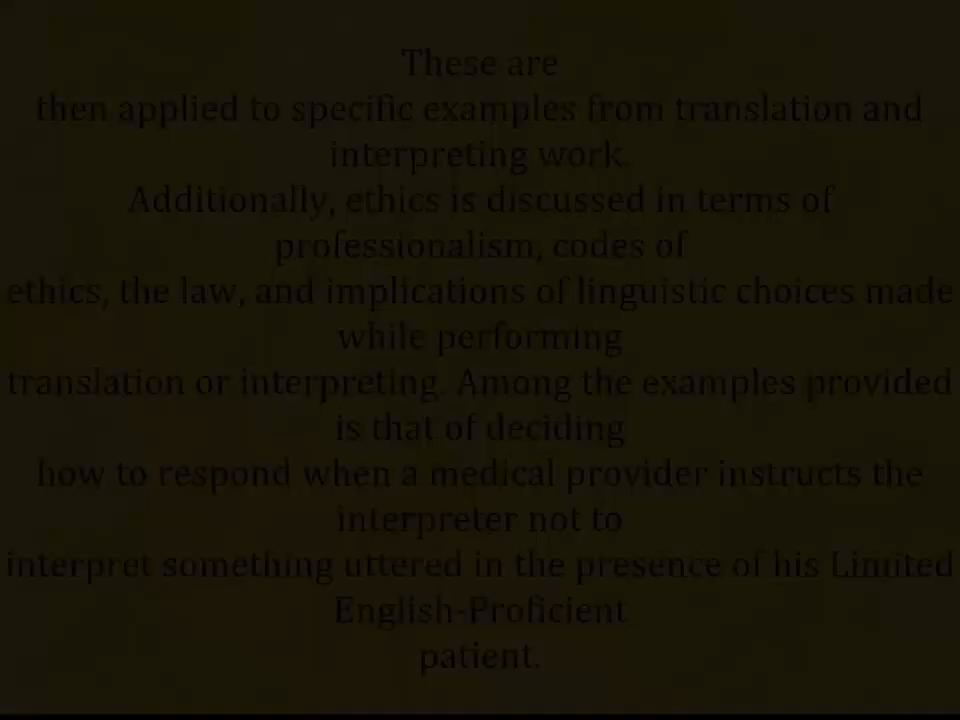 These are
then applied to specific examples from translation and
interpreting work.
Additionally, ethics is discussed in terms of
professionalism, codes of
ethics, the law, and implications of linguistic choices made
while performing
translation or interpreting. Among the examples provided
is that of deciding
how to respond when a medical provider instructs the
interpreter not to
interpret something uttered in the presence of his Limited
English-Proficient
patient.